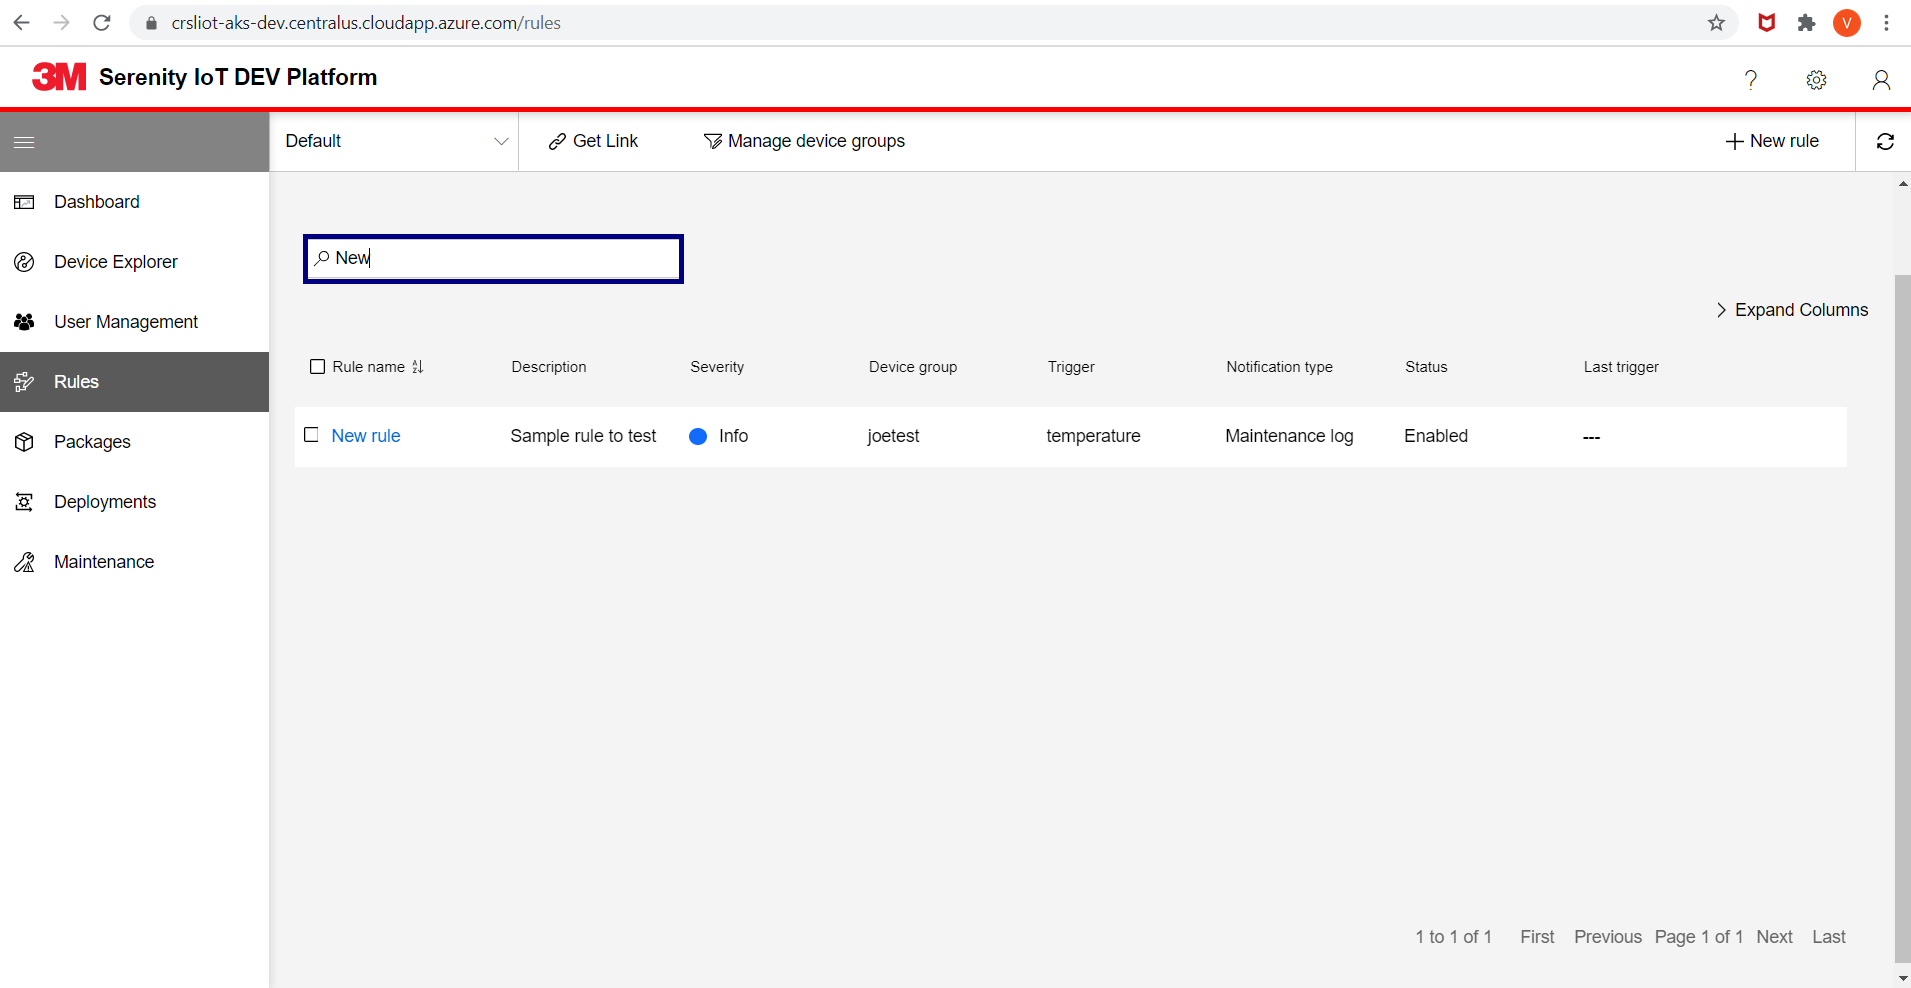 crsliot-aks-dev.centralus.cloudapp.azure.com/rules
V
3M Serenity IoT DEV Platform
Default
Get Link
Manage device groups
New rule
Dashboard
Device Explorer
User Management
Rules
Packages
Deployments
Maintenance
New
Expand Columns
Rule name Description Severity Device group Trigger Notification type Status Last trigger
New rule Sample rule to test Info joetest temperature Maintenance log Enabled ---
1 to 1 of 1 First Previous Page 1 of 1 Next Last